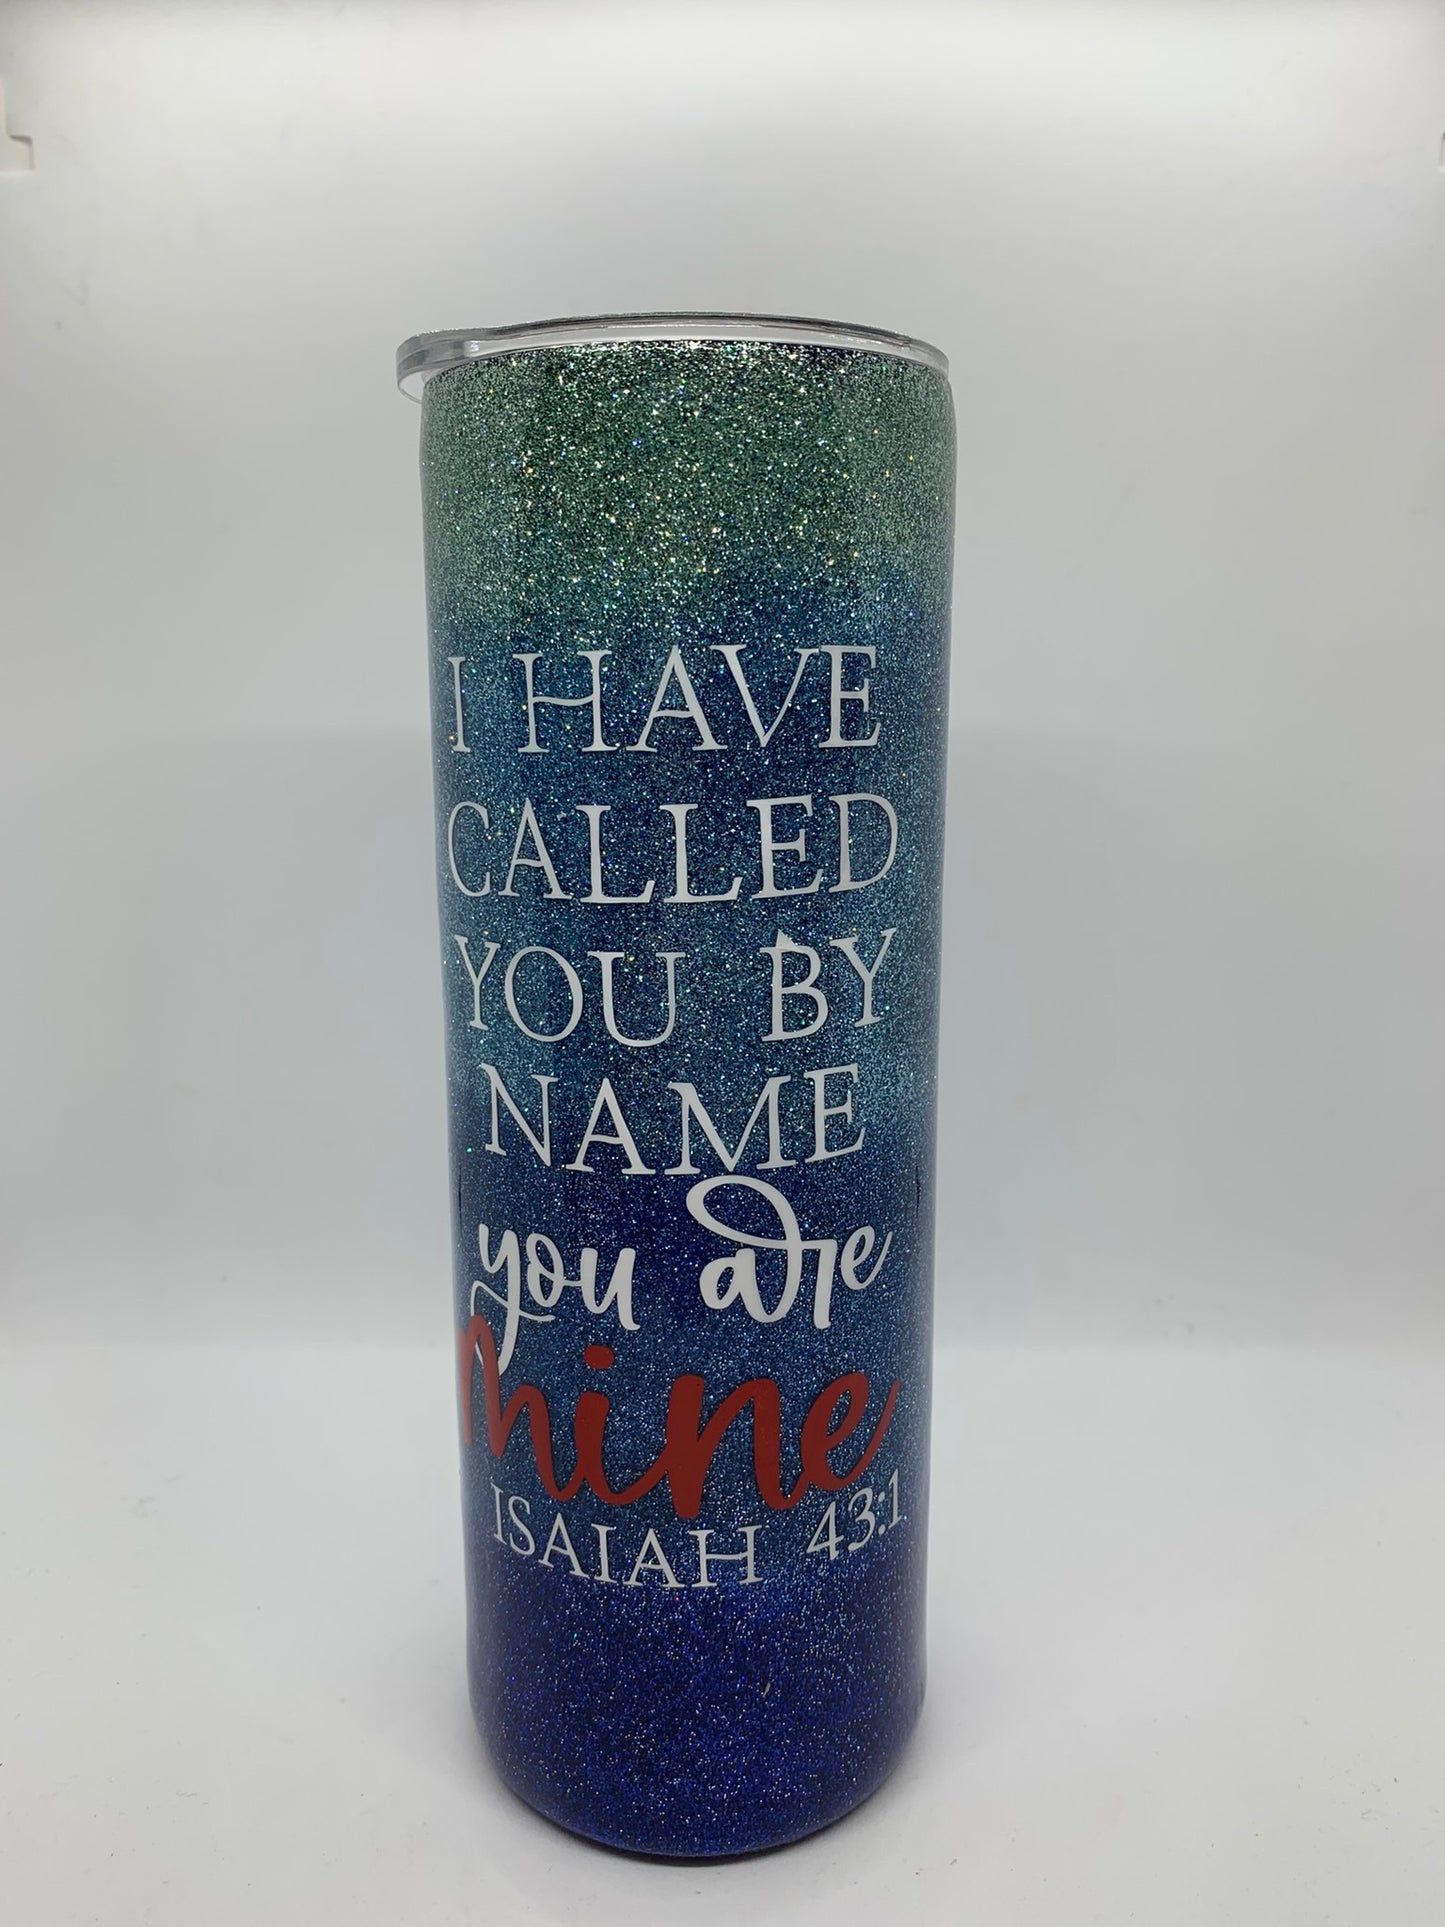 I HAVE
CALLED
YOU BY
NAME
you are
mine
ISAIAH 43:1